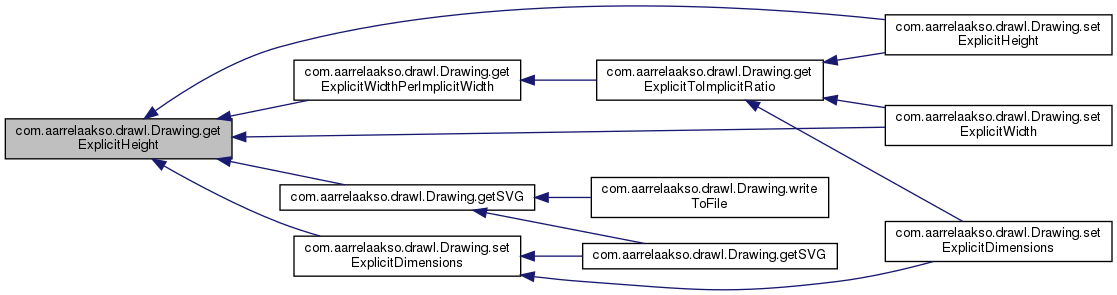 com.aarrelaakso.drawl.Drawing.get
ExplicitHeight
com.aarrelaakso.drawl.Drawing.set
ExplicitHeight
com.aarrelaakso.drawl.Drawing.get
ExplicitWidthPerImplicitWidth
com.aarrelaakso.drawl.Drawing.get
ExplicitToImplicitRatio
com.aarrelaakso.drawl.Drawing.set
ExplicitWidth
com.aarrelaakso.drawl.Drawing.getSVG
com.aarrelaakso.drawl.Drawing.write
ToFile
com.aarrelaakso.drawl.Drawing.set
ExplicitDimensions
com.aarrelaakso.drawl.Drawing.getSVG
com.aarrelaakso.drawl.Drawing.set
ExplicitDimensions